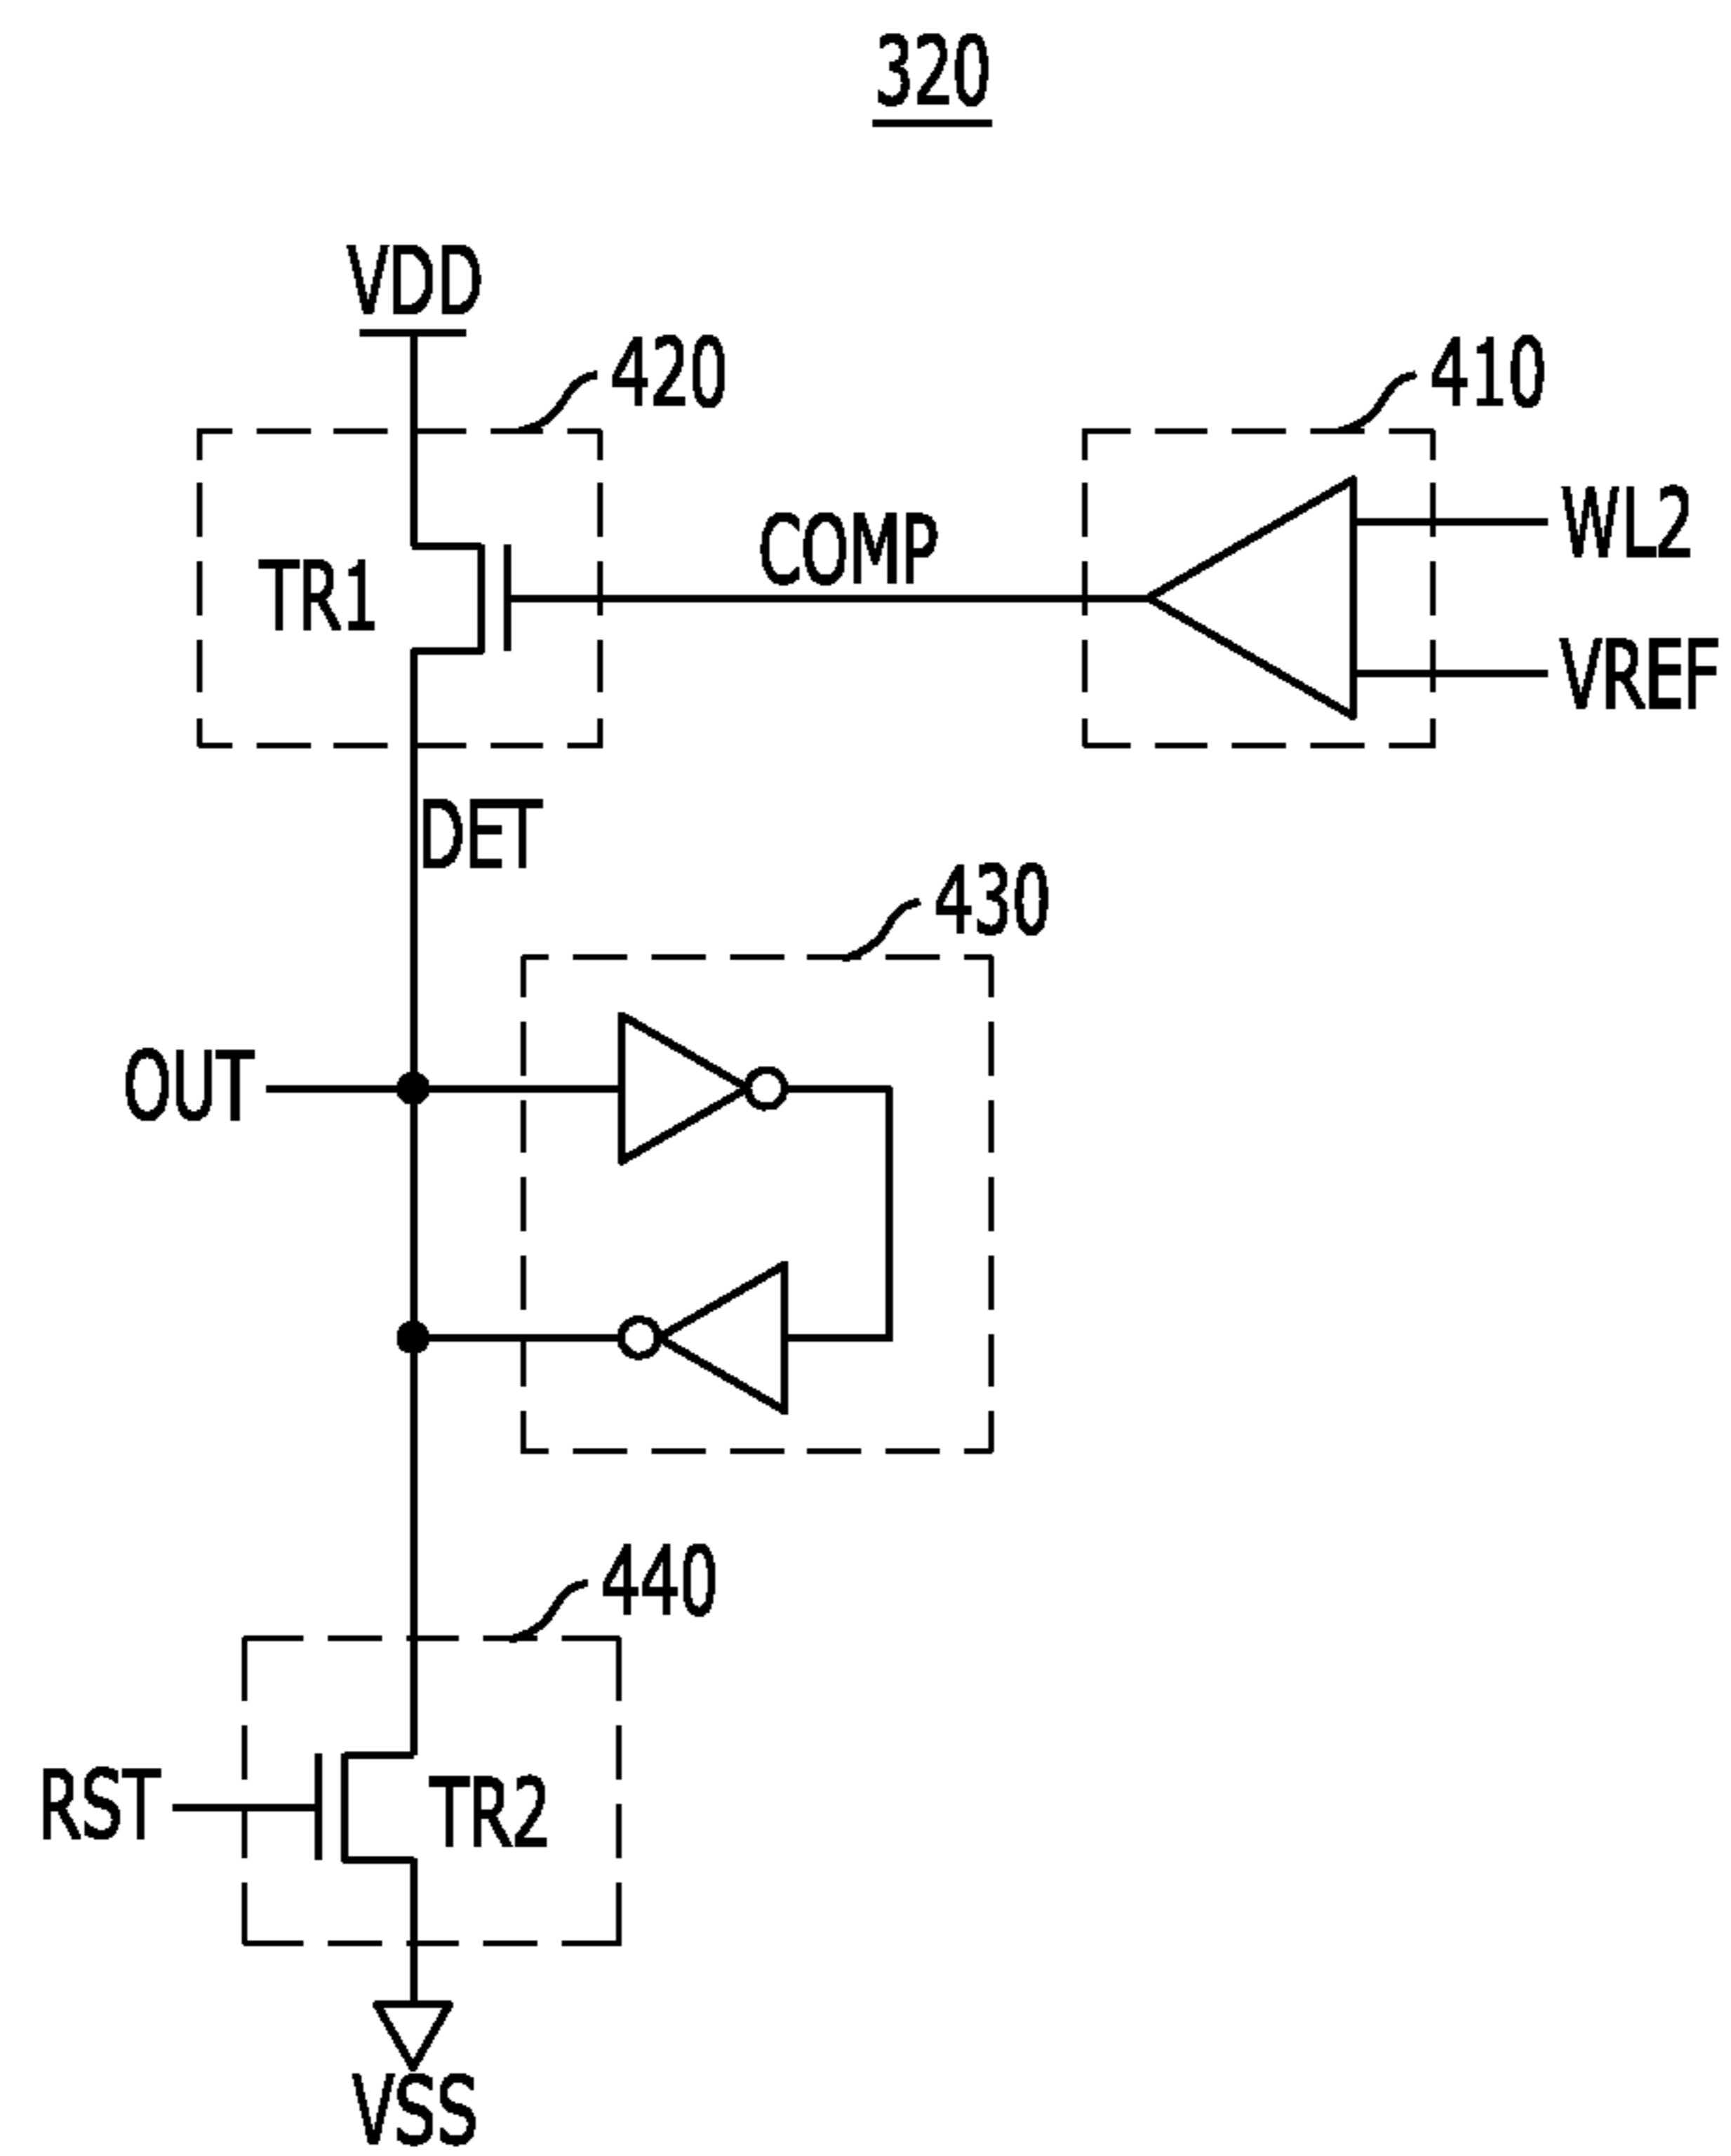 320
VDD
420
410
WL2
COMP
TR1
VREF
DET
430
OUT
440
RST
TR2
VSS